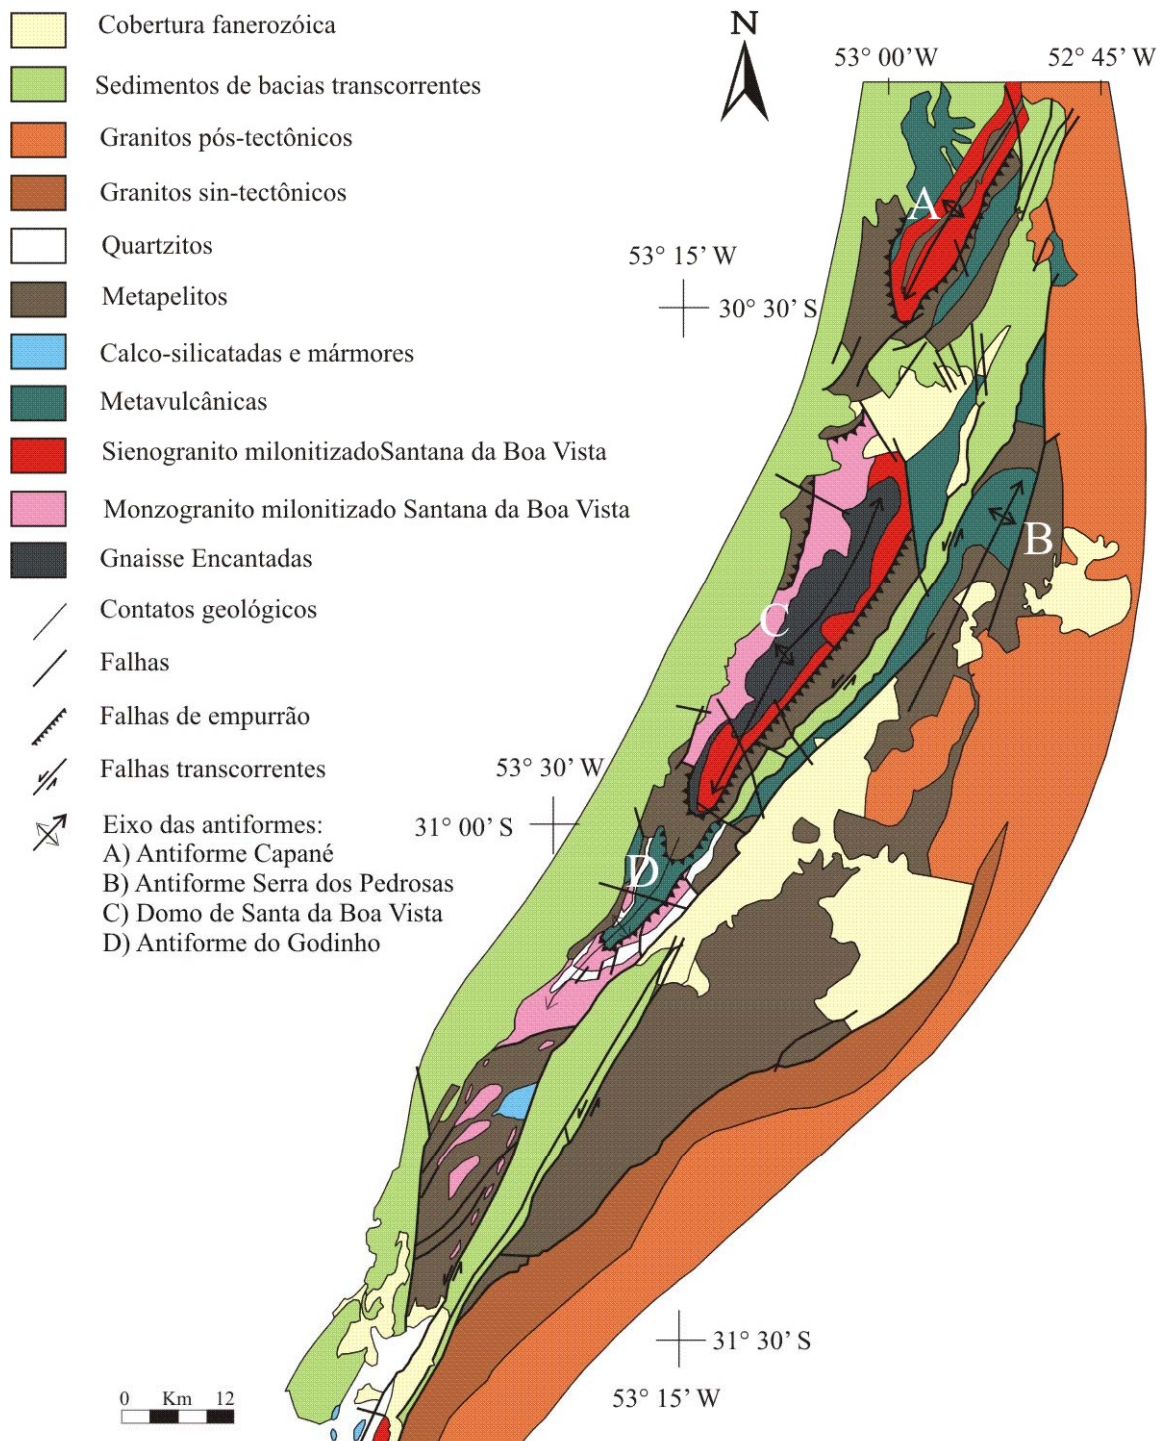 Cobertura fanerozóica
Sedimentos de bacias transcorrentes
Granitos pós-tectônicos
Granitos sin-tectônicos
Quartzitos
Metapelitos
Calco-silicatadas e mármores
Metavulcânicas
Sienogranito milonitizadoSantana da Boa Vista
Monzogranito milonitizado Santana da Boa Vista
Gnaisse Encantadas
Contatos geológicos
Falhas
Falhas de empurrão
Falhas transcorrentes
Eixo das antiformes:
A) Antiforme Capané
B) Antiforme Serra dos Pedrosas
C) Domo de Santa da Boa Vista
D) Antiforme do Godinho
N
53° 00' W
52° 45' W
A
53° 15' W
30° 30' S
B
C
53° 30' W
31° 00' S
D
31° 30' S
53° 15' W
0 Km 12